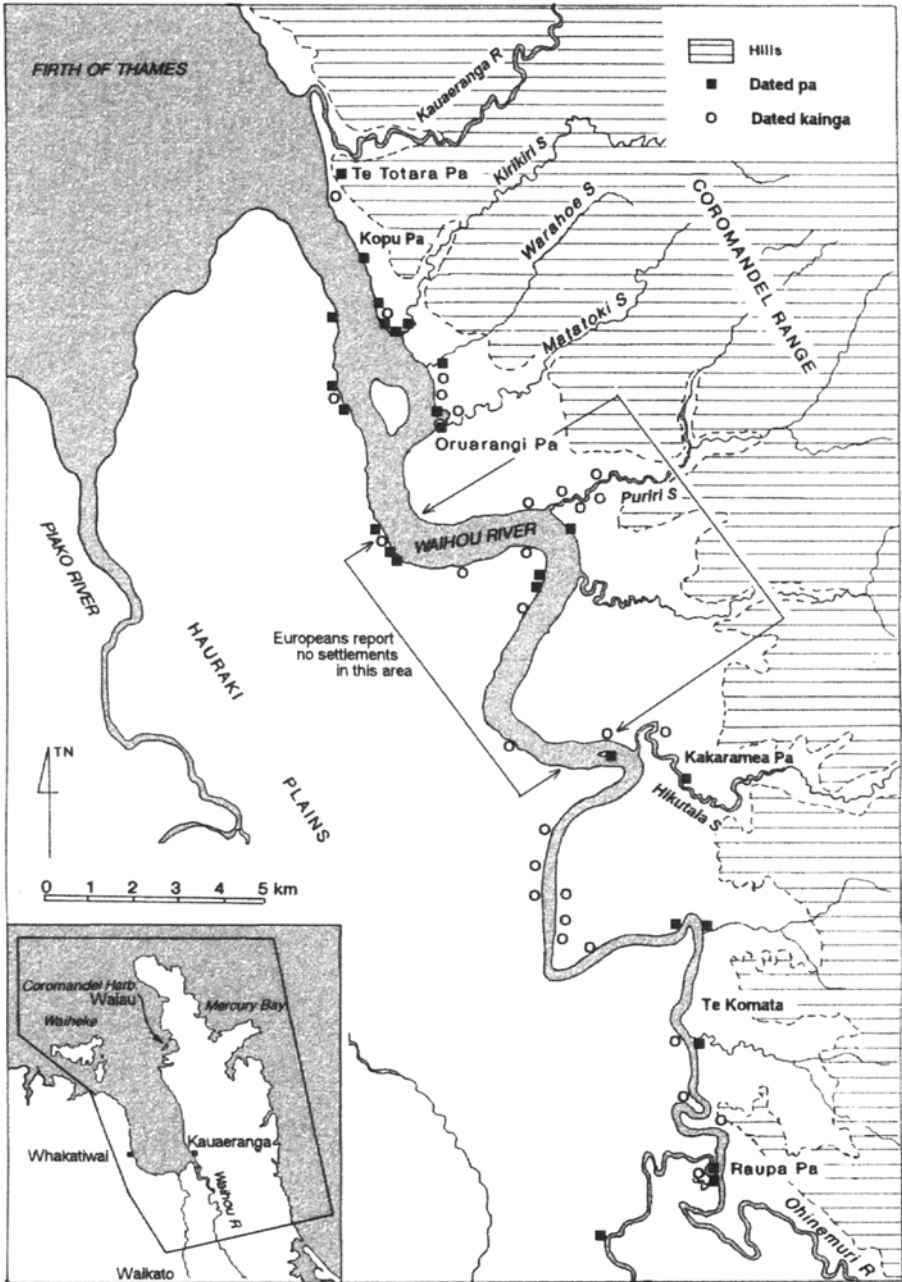 FIRTH OF THAMES
Kauaeranga R
Hills
Dated pa
Dated kainga
Te Totara Pa
Kirikiri S
Warahoe S
COROMANDEL RANGE
Kopu Pa
Matatoki S
Oruarangi Pa
Puriri S
WAIHOU RIVER
PIAKO RIVER
HAURAKI
PLAINS
Europeans report
no settlements
in this area
TN
Kakaramea Pa
Hikutaia S
0 1 2 3 4 5 km
Te Komata
Coromandel Harb.
Waiau
Mercury Bay
Waiheke
Whakatiwai
Kauaeranga
Waihou R
Waikato
Raupa Pa
Ohinemuri R